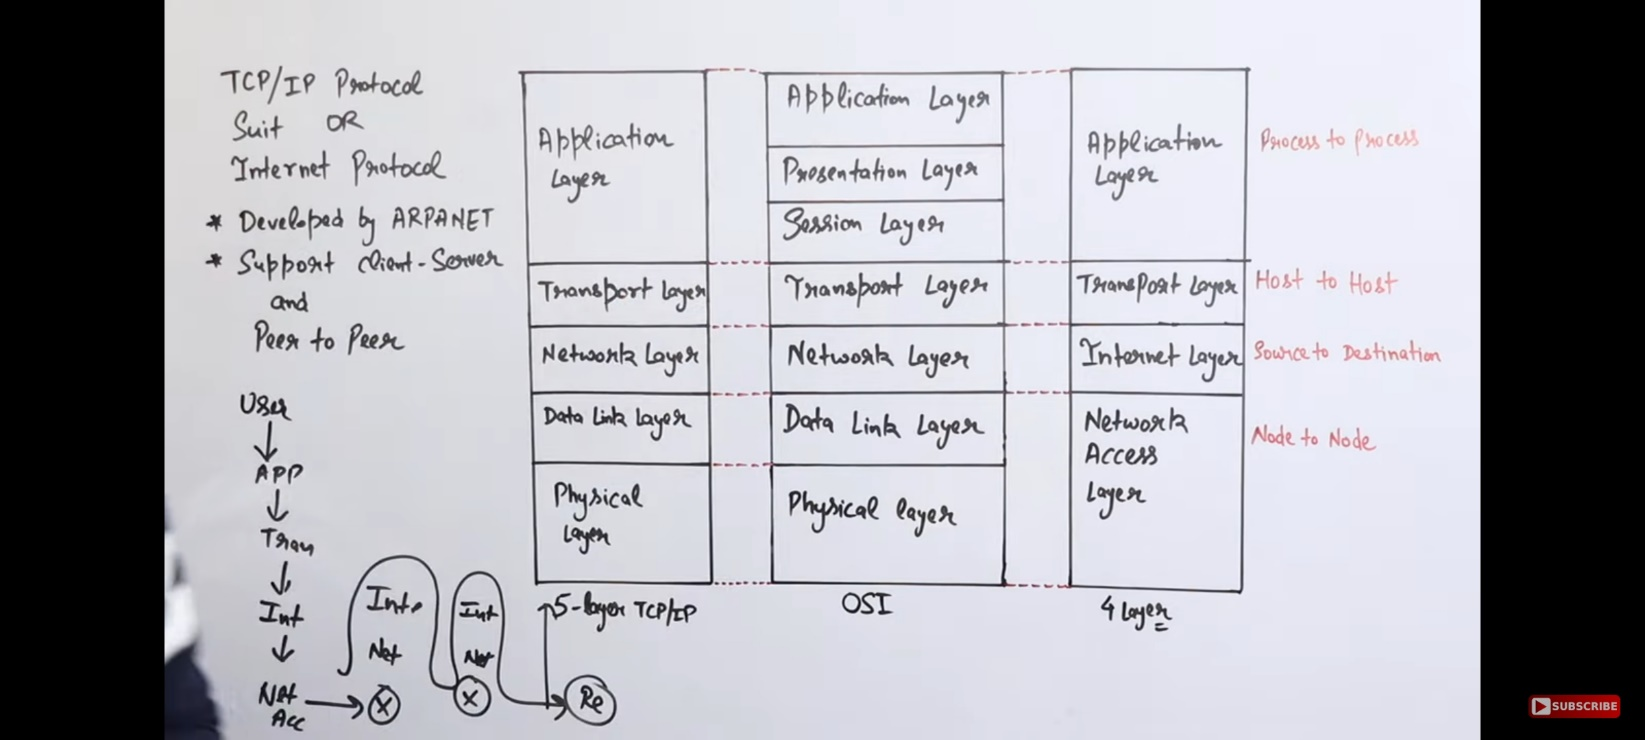 TCP/IP Protocol
Suit OR
Internet Protocol
* Developed by ARPANET
* Support Client-Server
and
Peer to Peer
User
APP
Tran
Int
Net
Acc
Int.
Net
X
Int
Net
X
Re
Application
Layer
Transport Layer
Network Layer
Data Link Layer
Physical
Layer
5-layer TCP/IP
Application Layer
Presentation Layer
Session Layer
Transport Layer
Network Layer
Data Link Layer
Physical layer
OSI
Application
Layer
Transport Layer
Internet Layer
Network
Access
Layer
4 Layer
Process to Process
Host to Host
Source to Destination
Node to Node
SUBSCRIBE